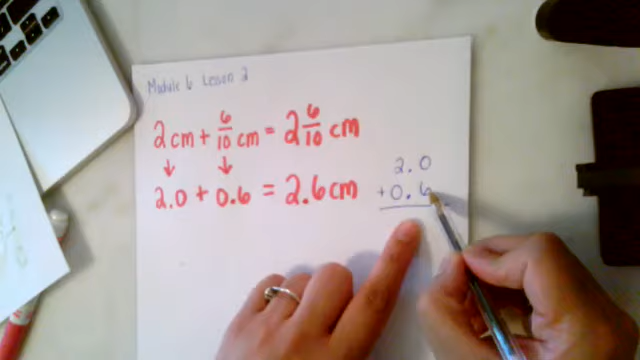 Module 6 Lesson 2
2 cm + 6/10 cm = 2 6/10 cm
↓ ↓
2.0 + 0.6 = 2.6 cm
2.0
+0.6